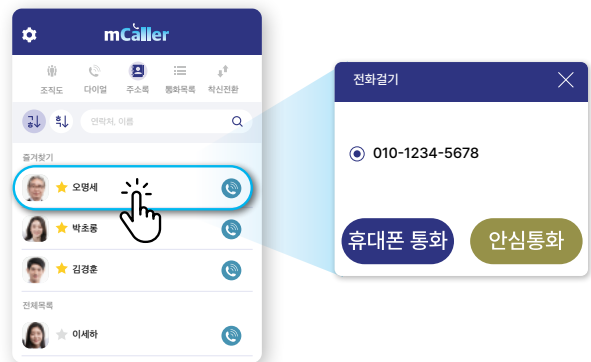 mCaller
조직도 다이얼 주소록 통화목록 착신전환
ㄱㅎ↓ ㅎㄱ↓ 연락처, 이름
즐겨찾기
오명세
박초롱
김경훈
전체목록
이세하
전화걸기
010-1234-5678
휴대폰 통화 안심통화